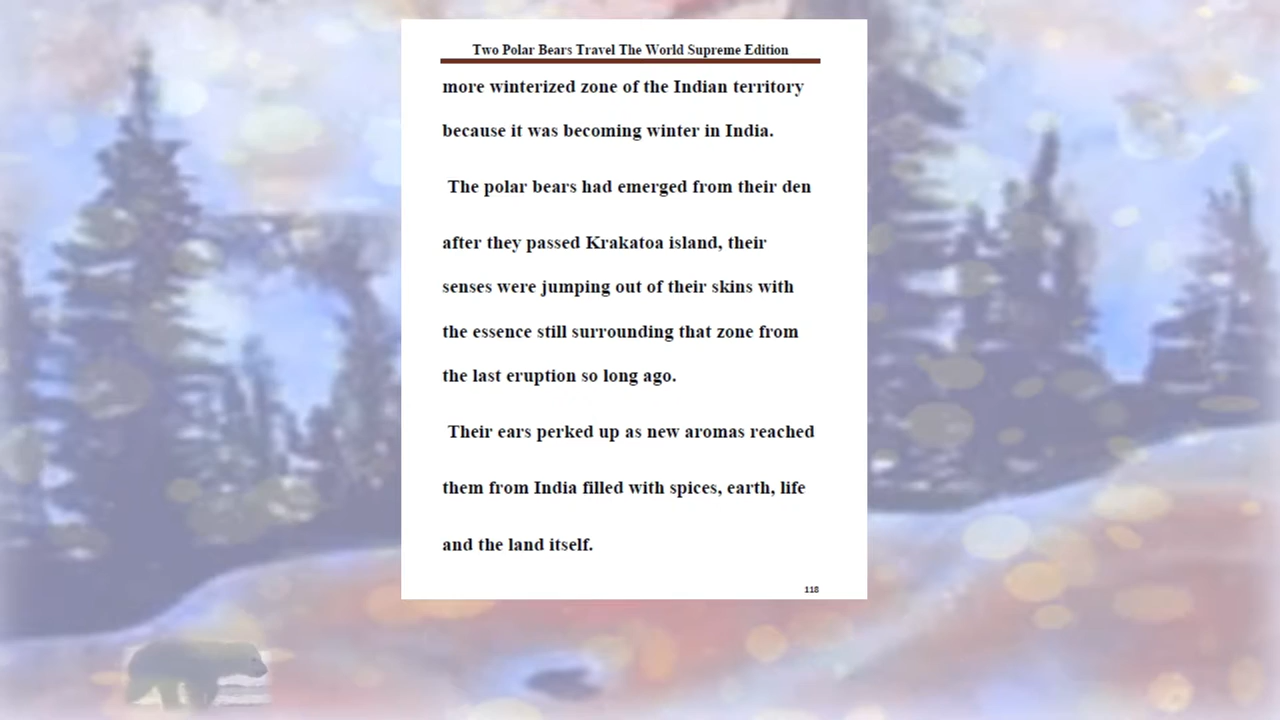 Two Polar Bears Travel The World Supreme Edition
more winterized zone of the Indian territory
because it was becoming winter in India.
The polar bears had emerged from their den
after they passed Krakatoa island, their
senses were jumping out of their skins with
the essence still surrounding that zone from
the last eruption so long ago.
Their ears perked up as new aromas reached
them from India filled with spices, earth, life
and the land itself.
118